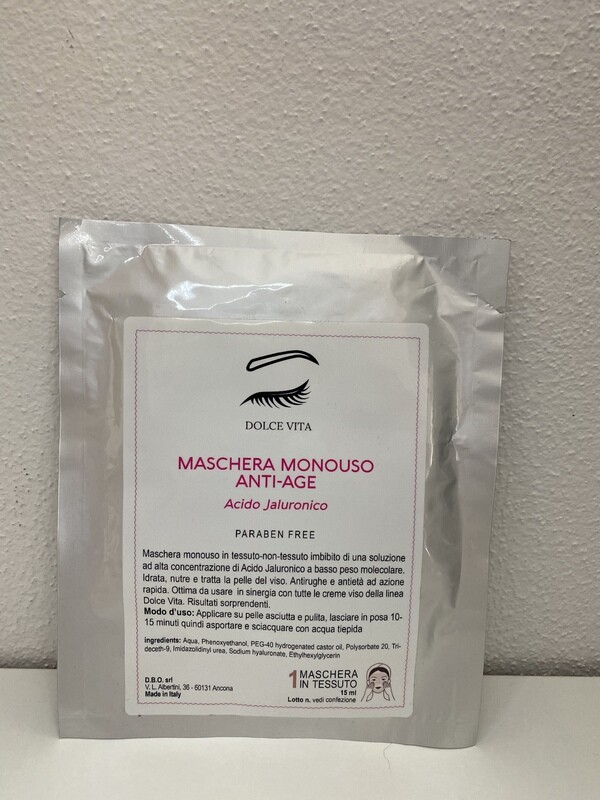 DOLCE VITA
MASCHERA MONOUSO
ANTI-AGE
Acido Jaluronico
PARABEN FREE
Maschera monouso in tessuto-non-tessuto imbibito di una soluzione
ad alta concentrazione di Acido Jaluronico a basso peso molecolare.
Idrata, nutre e tratta la pelle del viso. Antirughe e antietà ad azione
rapida. Ottima da usare in sinergia con tutte le creme viso della linea
Dolce Vita. Risultati sorprendenti.
Modo d'uso: Applicare su pelle asciutta e pulita, lasciare in posa 10-
15 minuti quindi asportare e sciacquare con acqua tiepida
ingredients: Aqua, Phenoxyethanol, PEG-40 hydrogenated castor oil, Polysorbate 20, Tri-
deceth-9, Imidazolidinyl urea, Sodium hyaluronate, Ethylhexylglycerin
D.B.O. srl
V. L. Albertini, 36 - 60131 Ancona
Made in Italy
1 MASCHERA
IN TESSUTO
15 ml
Lotto n. vedi confezione